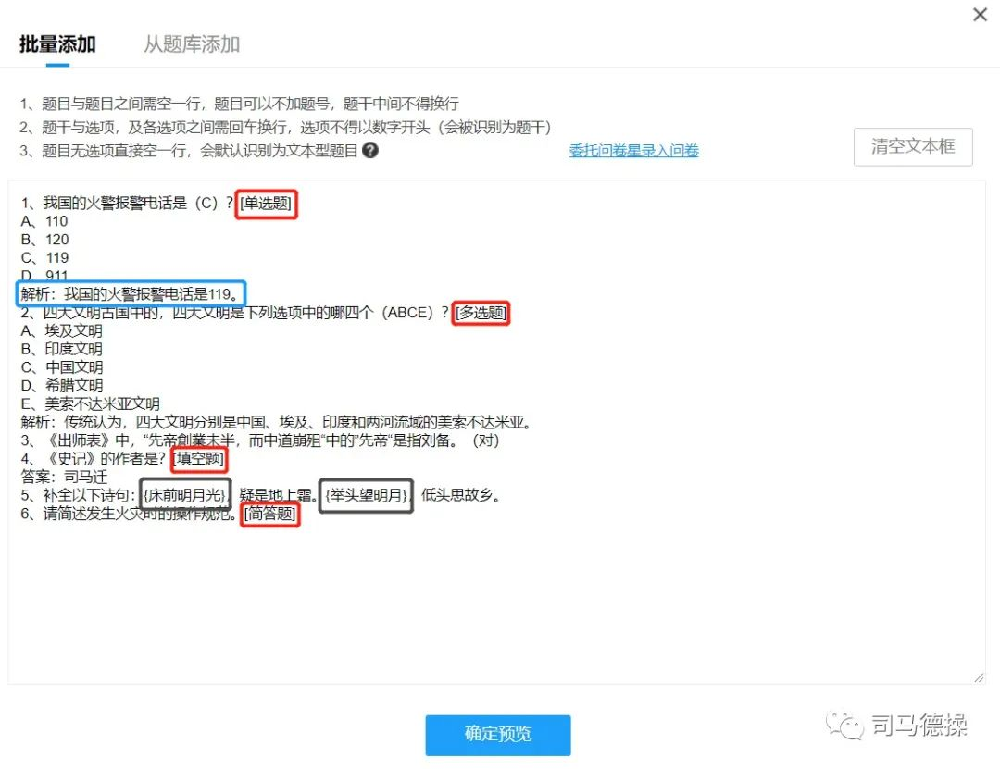 批量添加 从题库添加
1、题目与题目之间需空一行，题目可以不加题号，题干中间不得换行
2、题干与选项，及各选项之间需回车换行，选项不得以数字开头（会被识别为题干）
3、题目无选项直接空一行，会默认识别为文本型题目 ? 委托问卷星录入问卷 清空文本框
1、我国的火警报警电话是（C）？[单选题]
A、110
B、120
C、119
D、911
解析：我国的火警报警电话是119。
2、四大文明古国中的，四大文明是下列选项中的哪四个（ABCE）？[多选题]
A、埃及文明
B、印度文明
C、中国文明
D、希腊文明
E、美索不达米亚文明
解析：传统认为，四大文明分别是中国、埃及、印度和两河流域的美索不达米亚。
3、《出师表》中，“先帝創業未半，而中道崩殂“中的”先帝“是指刘备。（对）
4、《史记》的作者是？[填空题]
答案：司马迁
5、补全以下诗句：{床前明月光}，疑是地上霜。{举头望明月}，低头思故乡。
6、请简述发生火灾时的操作规范。[简答题]
确定预览
司马德操